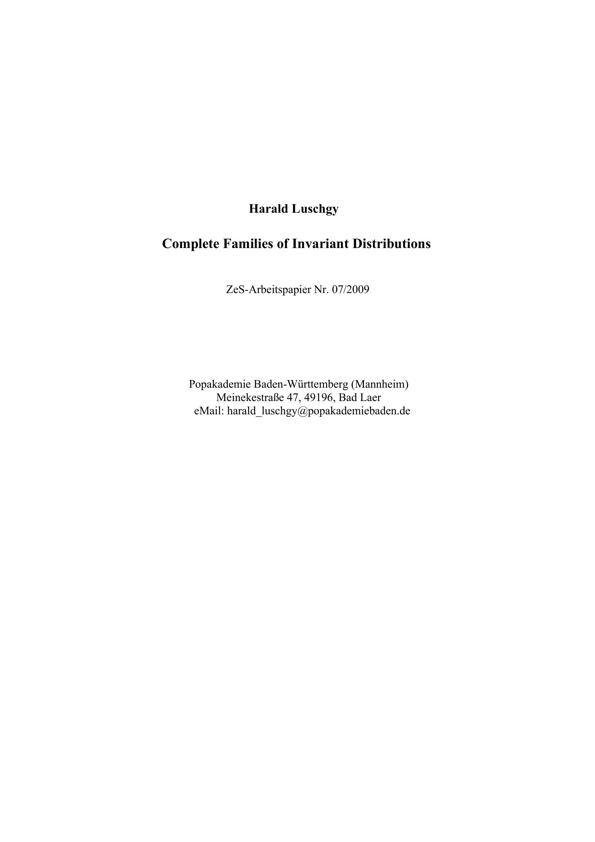 Harald Luschgy
Complete Families of Invariant Distributions
ZeS-Arbeitspapier Nr. 07/2009
Popakademie Baden-Württemberg (Mannheim)
Meinekestraße 47, 49196, Bad Laer
eMail: harald_luschgy@popakademiebaden.de